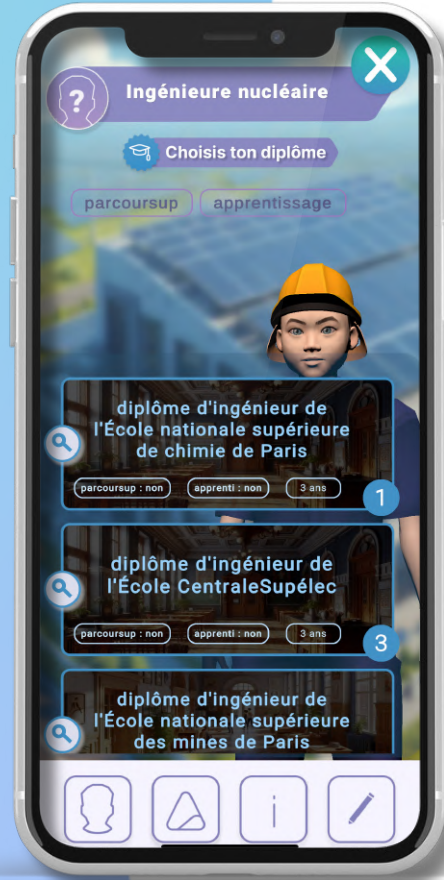 ?
Ingénieure nucléaire
Choisis ton diplôme
parcoursup
apprentissage
diplôme d'ingénieur de
l'École nationale supérieure
de chimie de Paris
parcoursup : non
apprenti : non
3 ans
1
diplôme d'ingénieur de
l'École CentraleSupélec
parcoursup : non
apprenti : non
3 ans
3
diplôme d'ingénieur de
l'École nationale supérieure
des mines de Paris
i